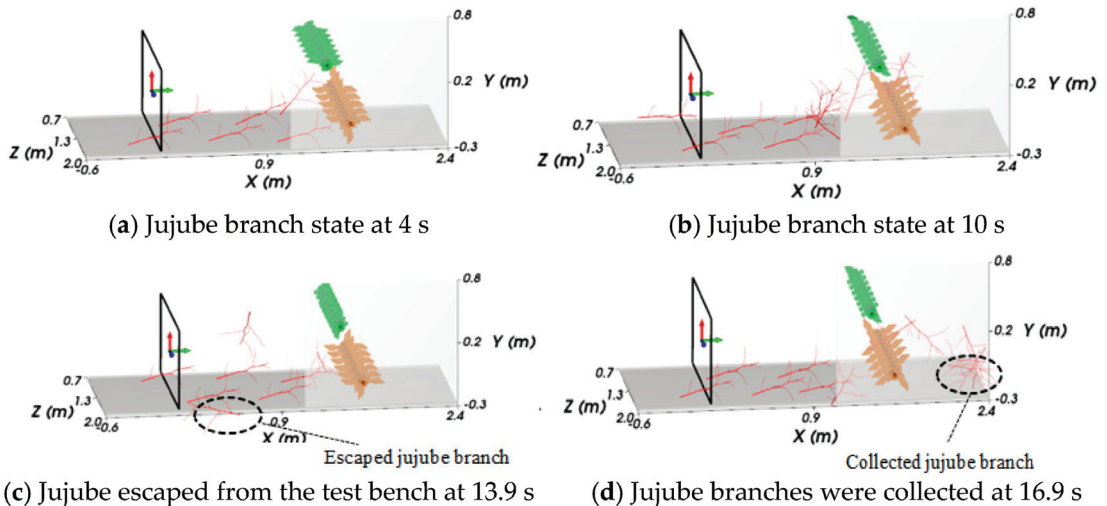 0.8
0.2
Y (m)
0.7
1.3
-0.3
Z (m)
2.0
-0.6
0.9
2.4
X (m)
(a) Jujube branch state at 4 s
0.8
0.2
Y (m)
0.7
1.3
-0.3
Z (m)
2.0
-0.6
0.9
2.4
X (m)
(b) Jujube branch state at 10 s
0.8
0.2
Y (m)
0.7
1.3
-0.3
Z (m)
2.0
-0.6
0.9
2.4
X (m)
Escaped jujube branch
(c) Jujube escaped from the test bench at 13.9 s
0.8
0.2
Y (m)
0.7
1.3
-0.3
Z (m)
2.0
-0.6
0.9
2.4
X (m)
Collected jujube branch
(d) Jujube branches were collected at 16.9 s